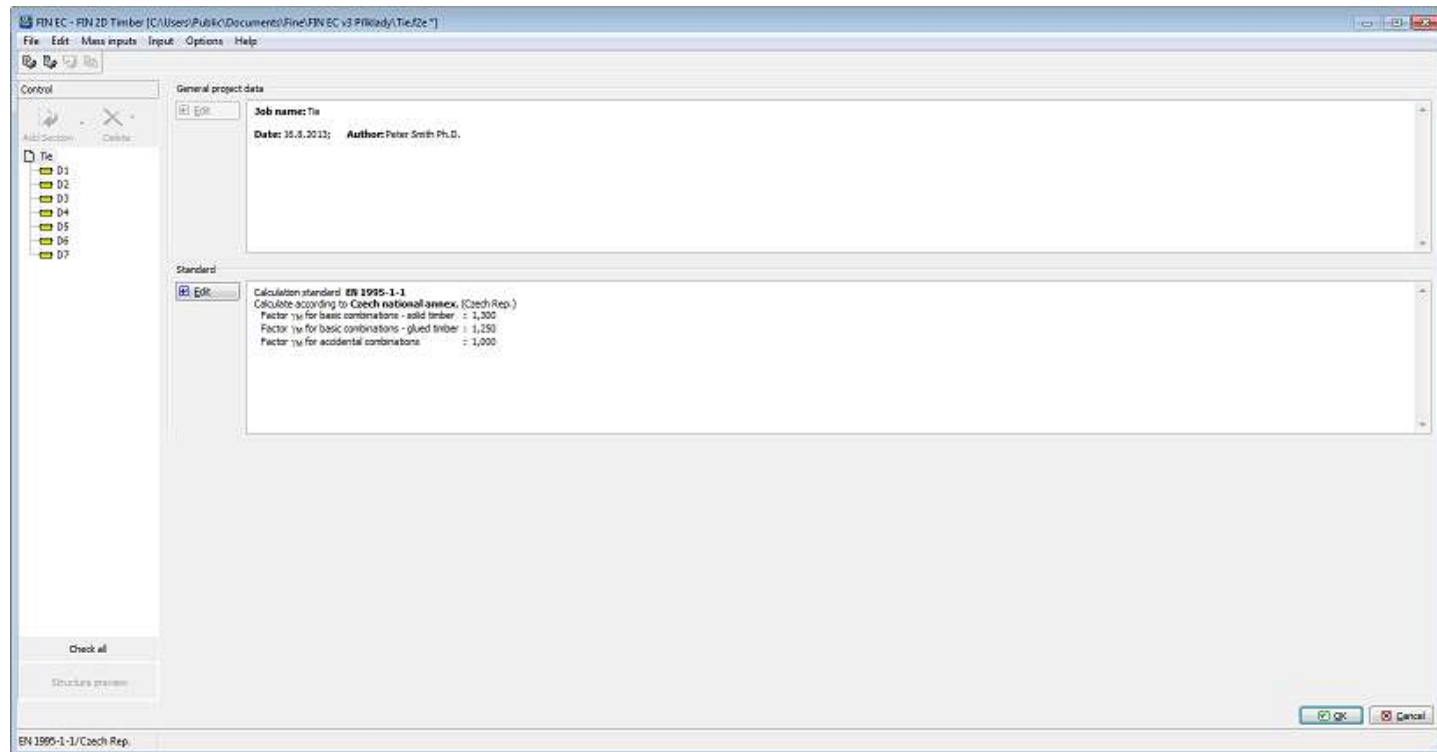 FIN EC - FIN 2D Timber [C:\Users\Public\Documents\Fine\FIN EC v3 Příklady\Tie.f2e *]
File Edit Mass inputs Input Options Help
Control
Add Section Delete
Tie
D1
D2
D3
D4
D5
D6
D7
Check all
Structure preview
General project data
Edit
Job name: Tie
Date: 16.8.2013; Author: Peter Smith Ph.D.
Standard
Edit
Calculation standard EN 1995-1-1
Calculate according to Czech national annex. (Czech Rep.)
Factor γM for basic combinations - solid timber : 1,300
Factor γM for basic combinations - glued timber : 1,250
Factor γM for accidental combinations : 1,000
OK Cancel
EN 1995-1-1/Czech Rep.